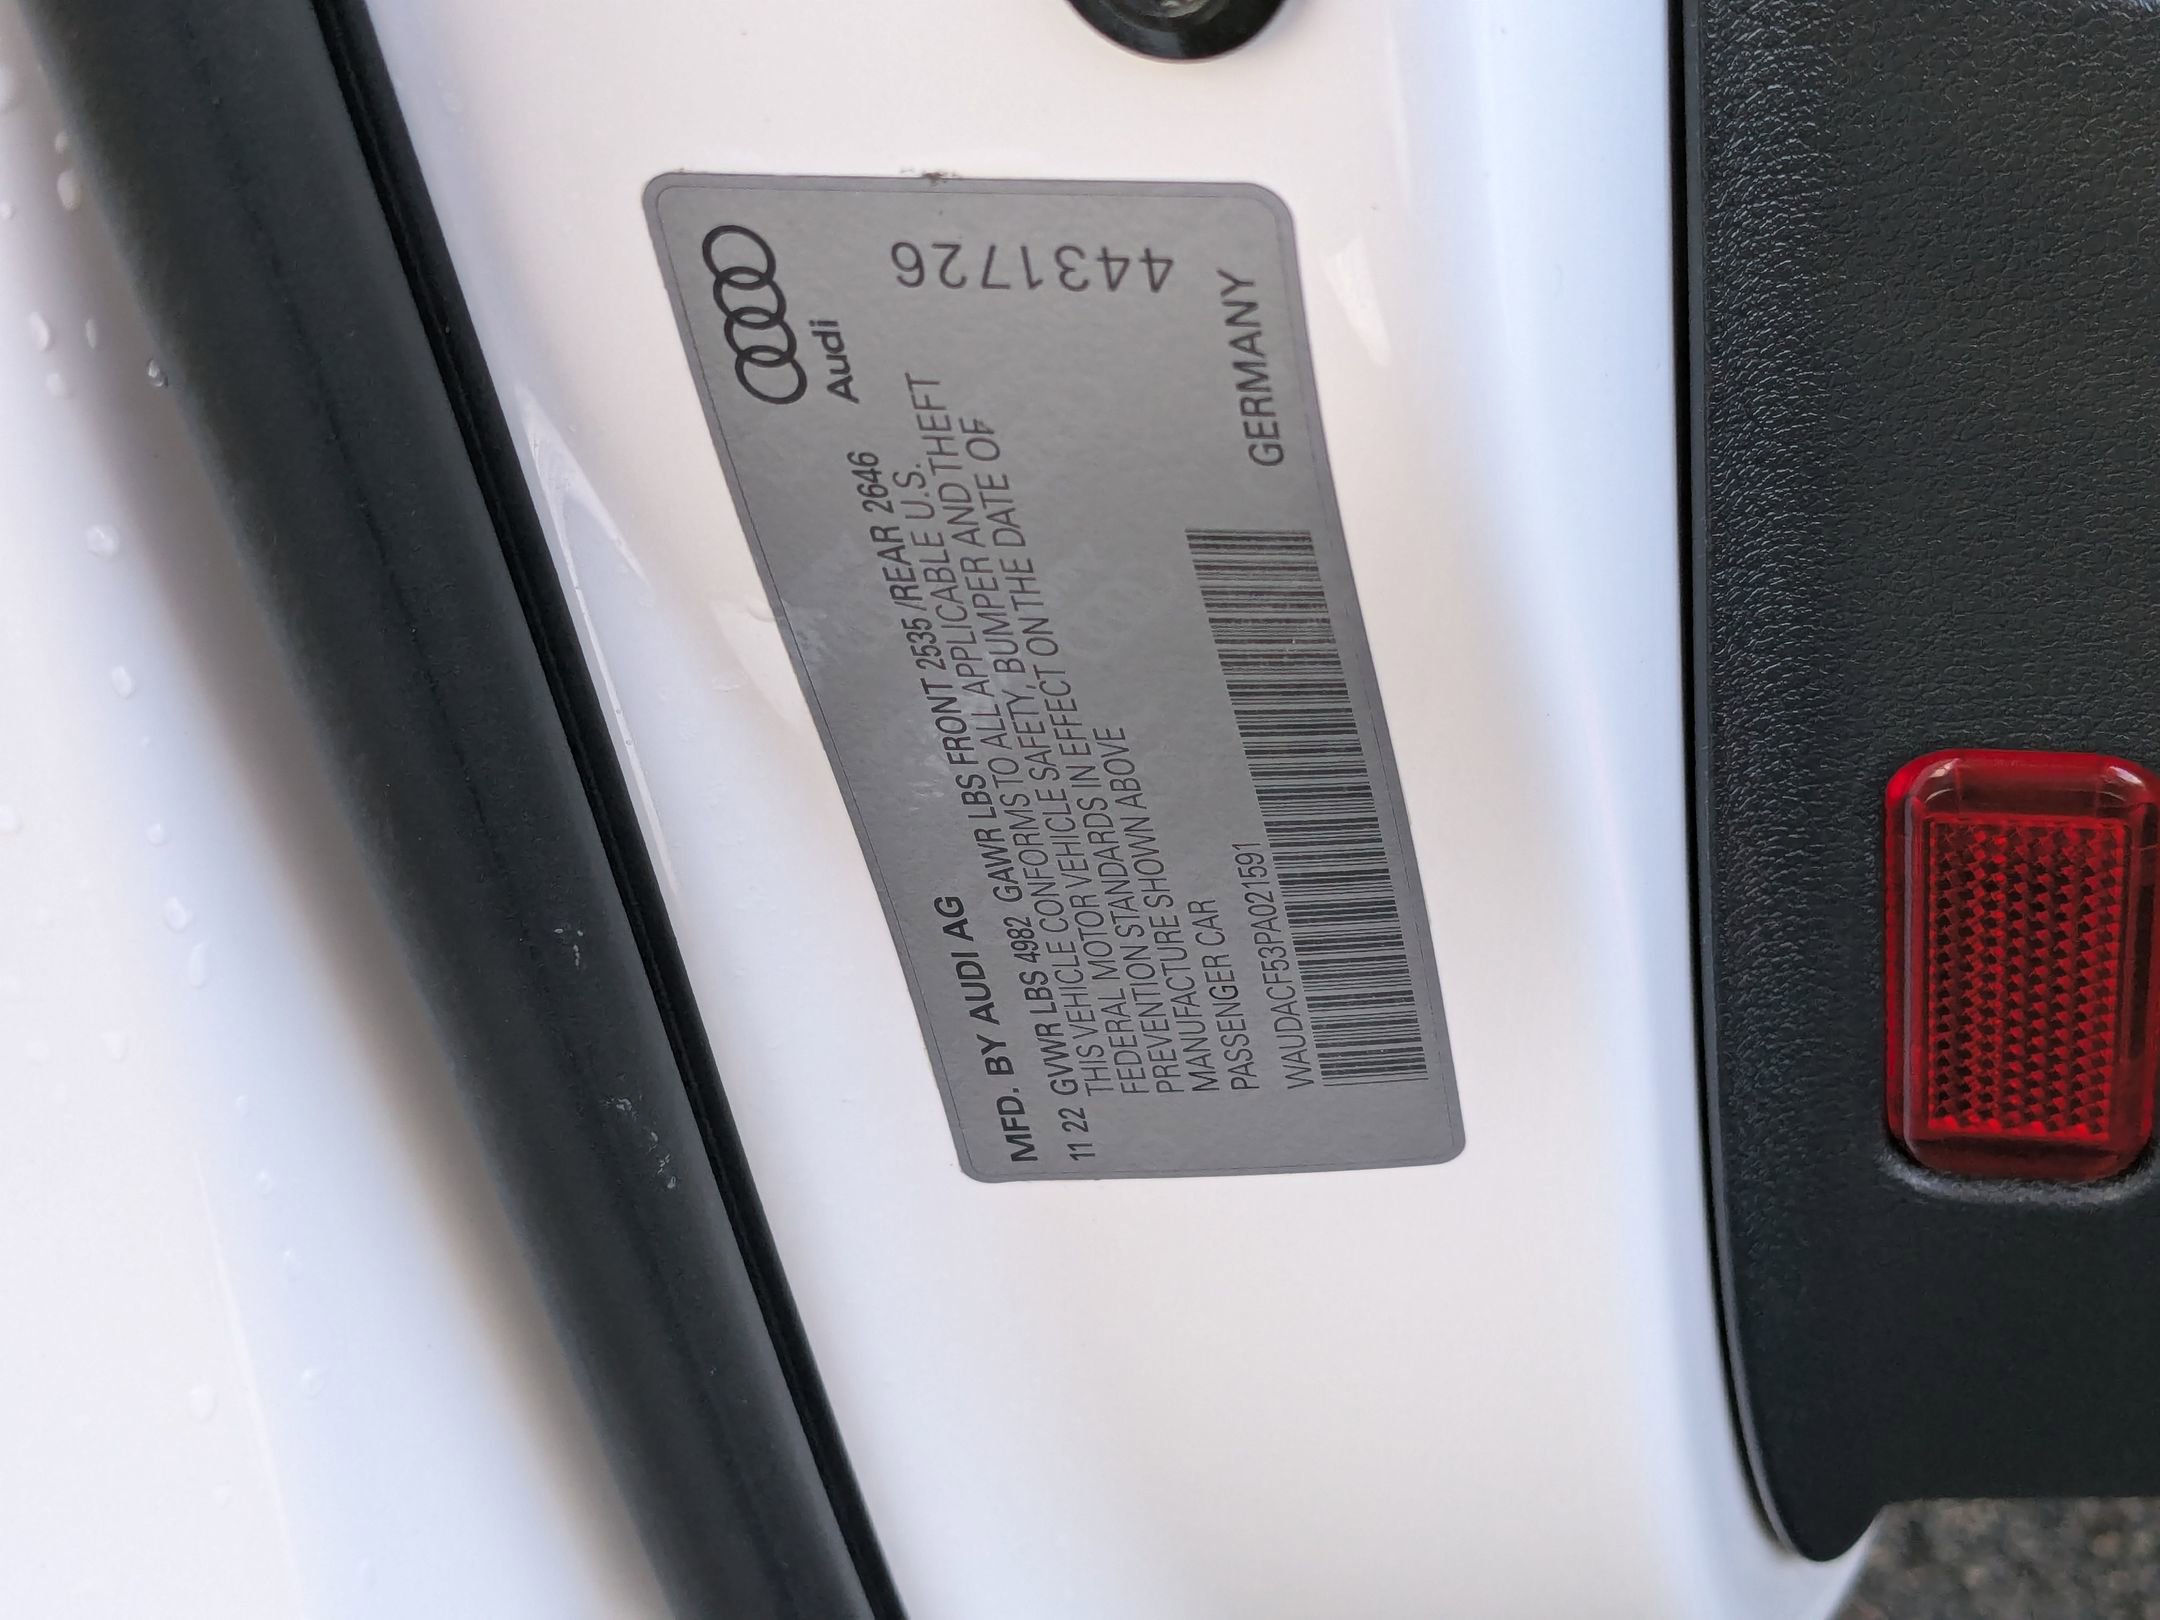 Audi
MFD. BY AUDI AG
11 22 GVWR LBS 4982 GAWR LBS FRONT 2535 /REAR 2646
THIS VEHICLE CONFORMS TO ALL APPLICABLE U.S.
FEDERAL MOTOR VEHICLE SAFETY, BUMPER AND THEFT
PREVENTION STANDARDS IN EFFECT ON THE DATE OF
MANUFACTURE SHOWN ABOVE
PASSENGER CAR
WAUDACF53PA021591
GERMANY
4431726